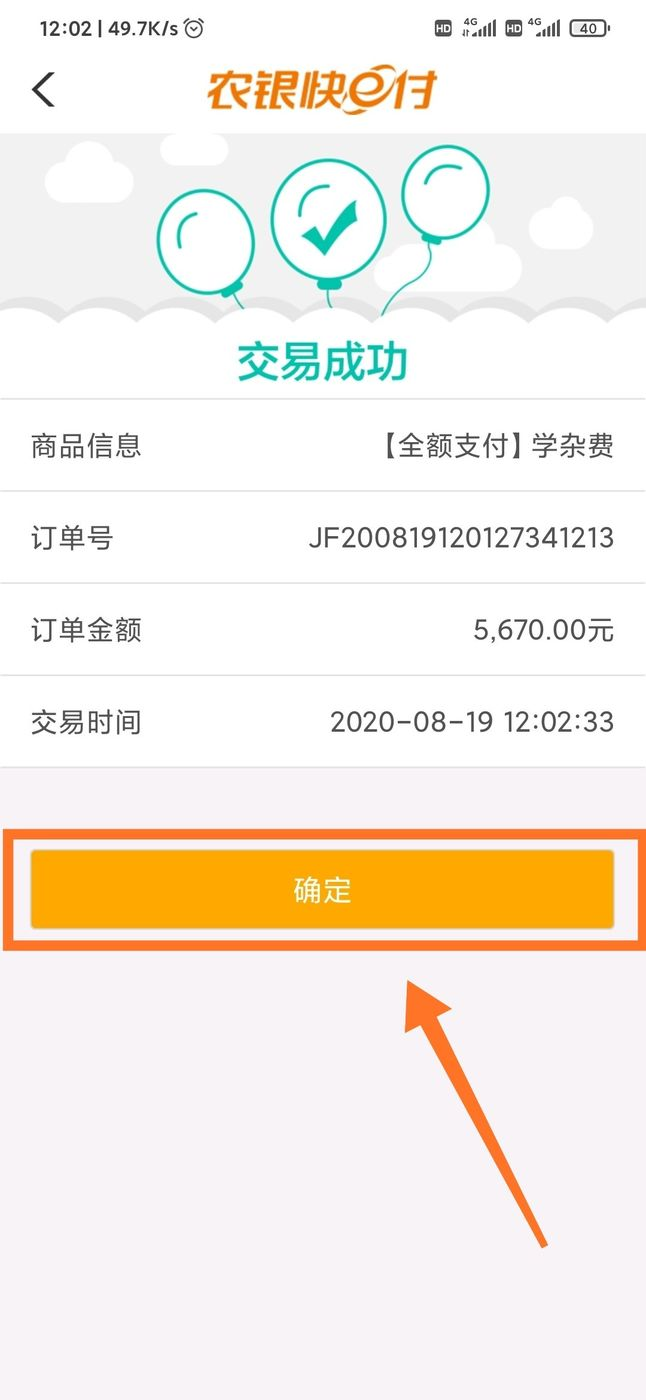 12:02 | 49.7K/s HD 4G HD 4G 40
农银快e付
交易成功
商品信息 【全额支付】学杂费
订单号 JF200819120127341213
订单金额 5,670.00元
交易时间 2020-08-19 12:02:33
确定